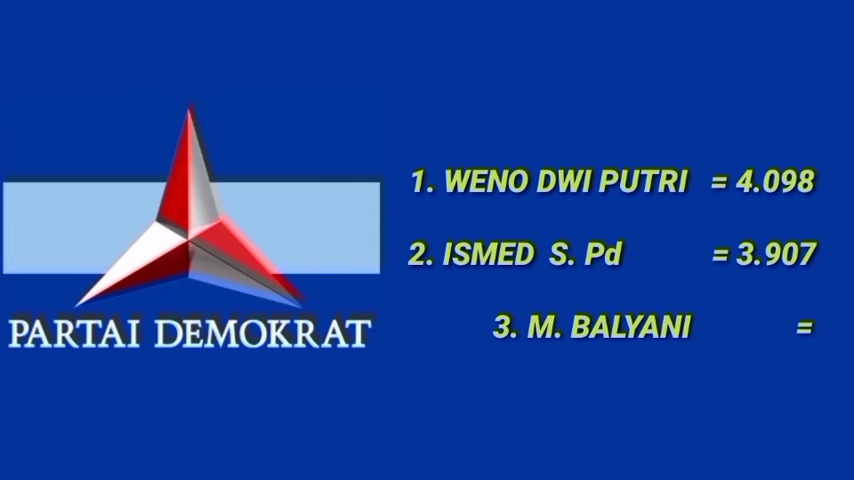 PARTAI DEMOKRAT
1. WENO DWI PUTRI = 4.098
2. ISMED S. Pd = 3.907
3. M. BALYANI =